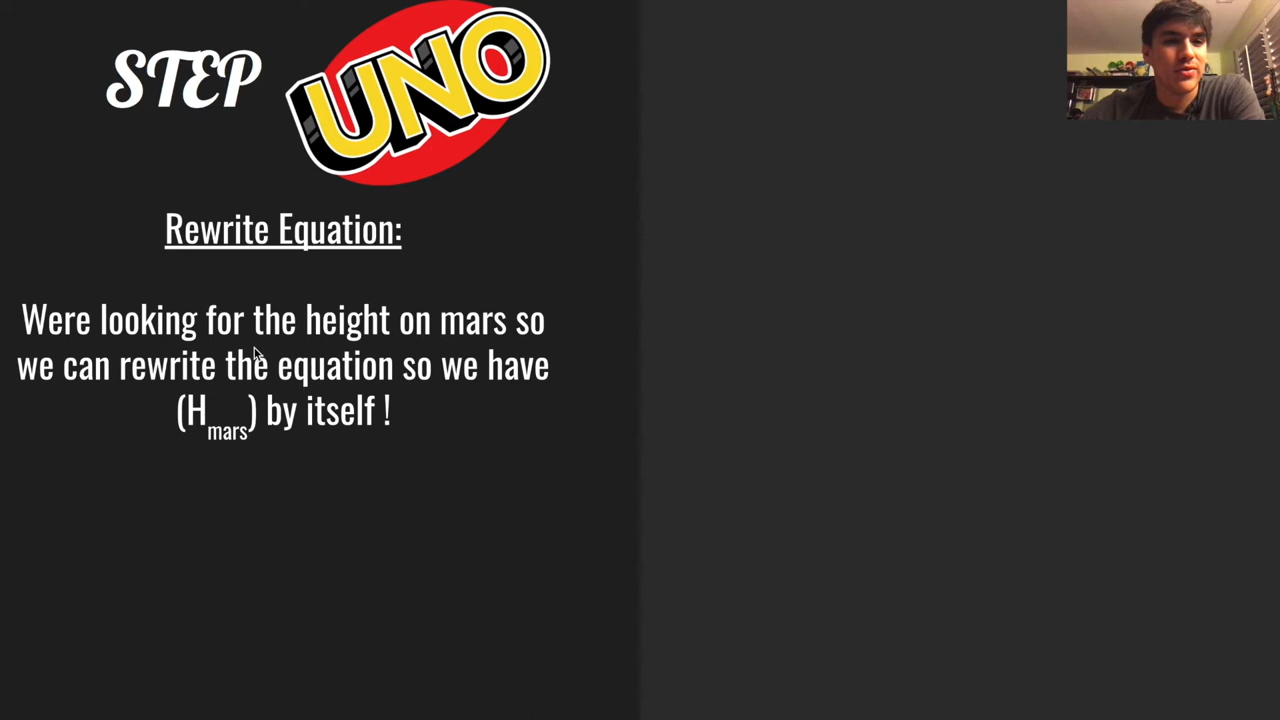 STEP UNO
Rewrite Equation:
Were looking for the height on mars so
we can rewrite the equation so we have
(Hmars) by itself !